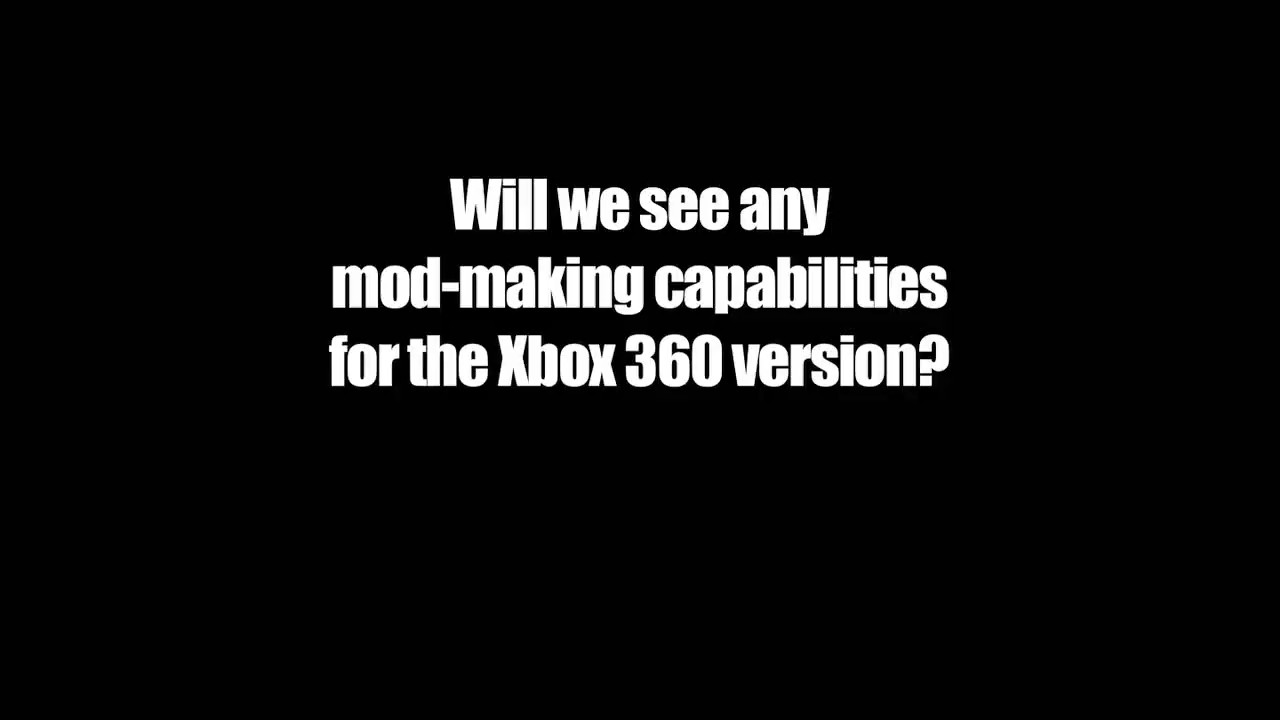 Will we see any
mod-making capabilities
for the Xbox 360 version?